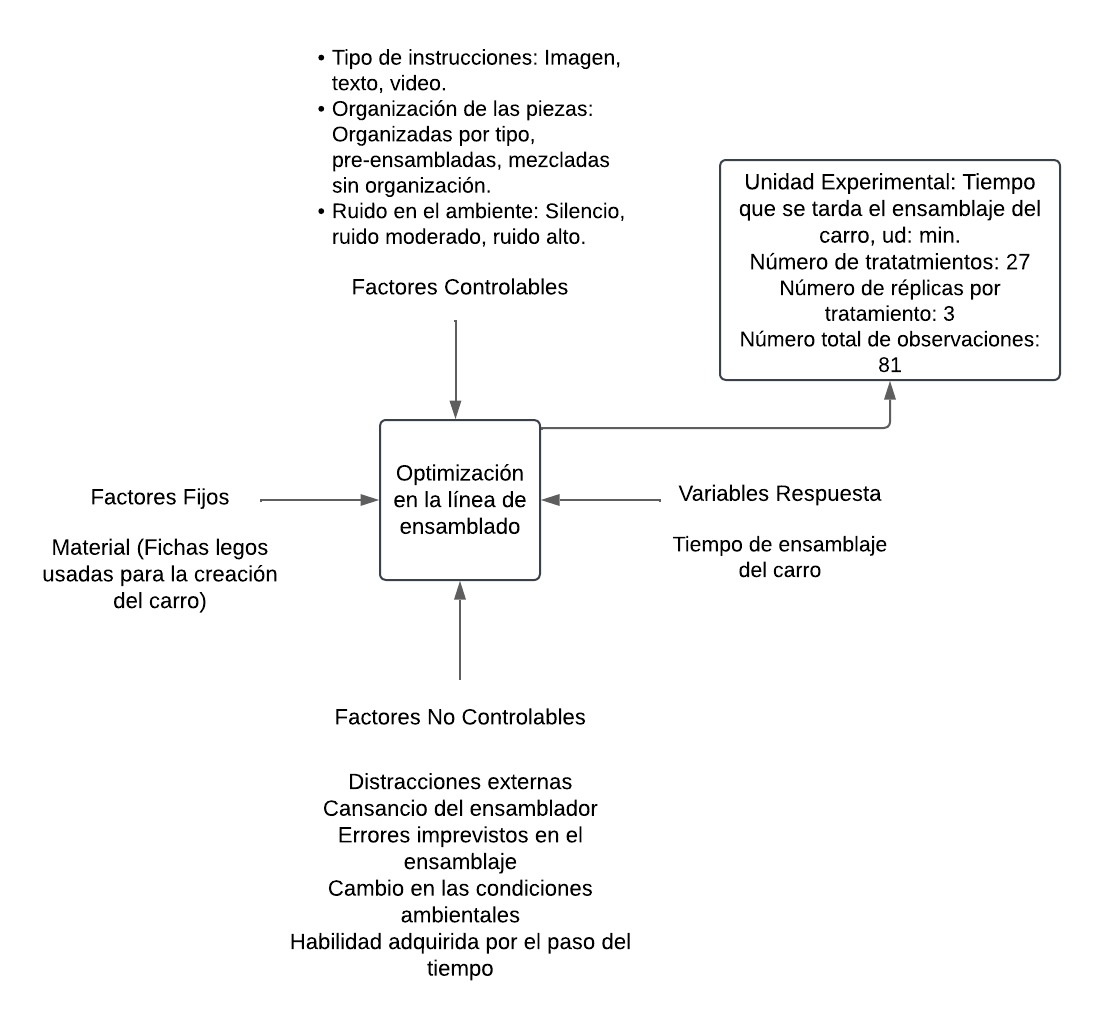 • Tipo de instrucciones: Imagen,
texto, video.
• Organización de las piezas:
Organizadas por tipo,
pre-ensambladas, mezcladas
sin organización.
• Ruido en el ambiente: Silencio,
ruido moderado, ruido alto.
Factores Controlables
Unidad Experimental: Tiempo
que se tarda el ensamblaje del
carro, ud: min.
Número de tratatmientos: 27
Número de réplicas por
tratamiento: 3
Número total de observaciones:
81
Optimización
en la línea de
ensamblado
Factores Fijos
Material (Fichas legos
usadas para la creación
del carro)
Variables Respuesta
Tiempo de ensamblaje
del carro
Factores No Controlables
Distracciones externas
Cansancio del ensamblador
Errores imprevistos en el
ensamblaje
Cambio en las condiciones
ambientales
Habilidad adquirida por el paso del
tiempo